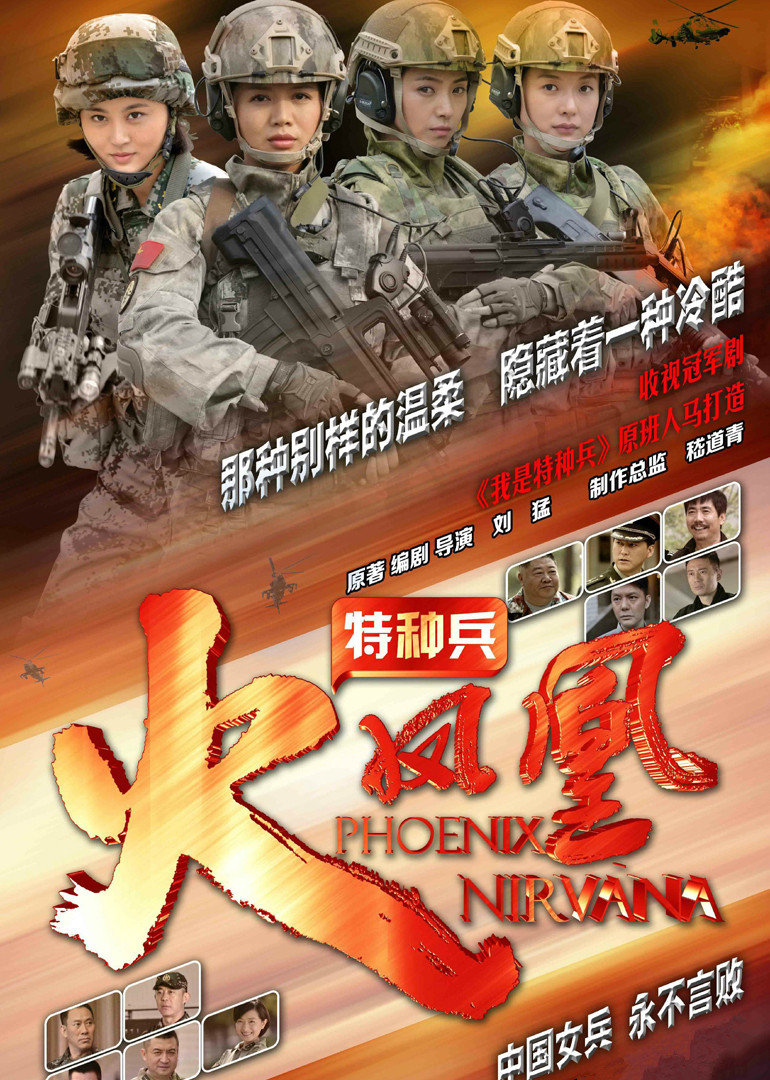 那种别样的温柔 隐藏着一种冷酷
收视冠军剧
《我是特种兵》原班人马打造
原著 编剧 导演 刘 猛 制作总监 嵇道青
特种兵
火凤凰
PHOENIX
NIRVANA
中国女兵 永不言败